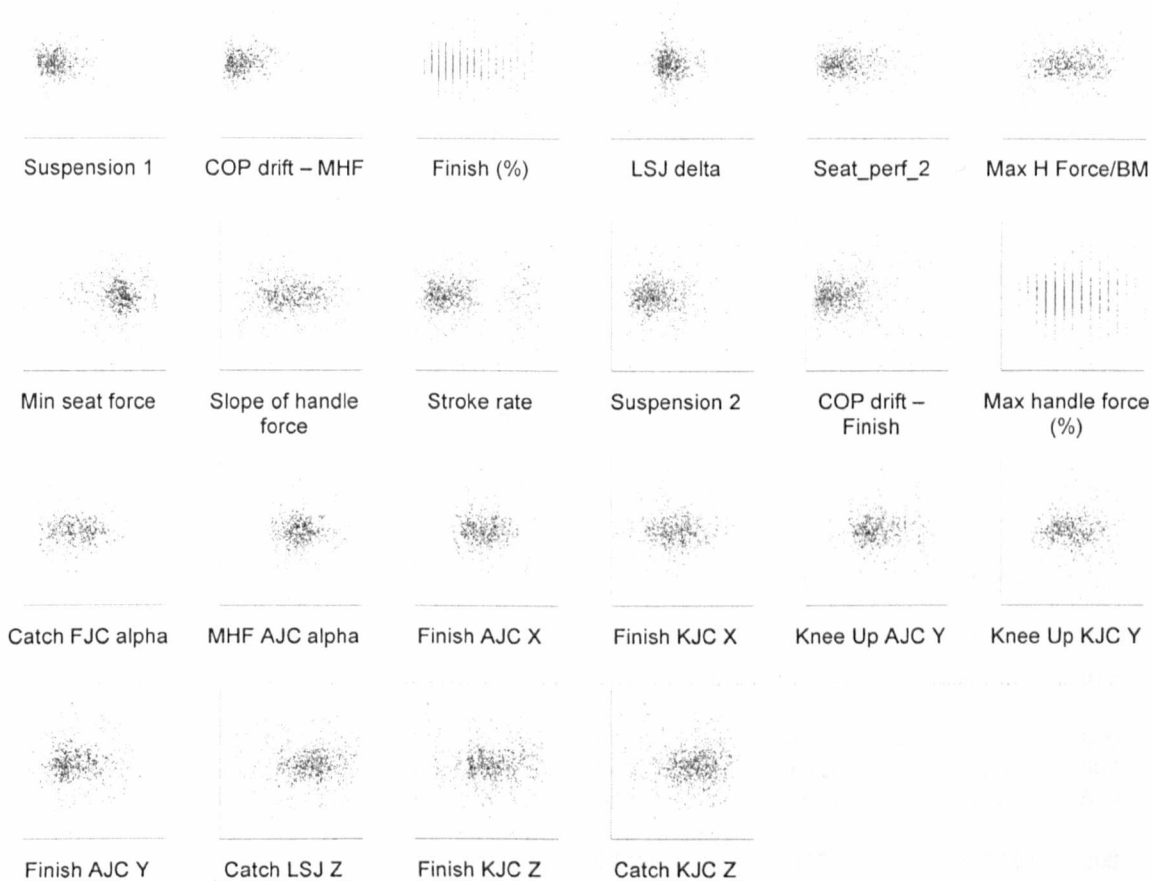 Suspension 1 COP drift – MHF Finish (%) LSJ delta Seat_perf_2 Max H Force/BM
Min seat force Slope of handle Stroke rate Suspension 2 COP drift – Max handle force
force Finish (%)
Catch FJC alpha MHF AJC alpha Finish AJC X Finish KJC X Knee Up AJC Y Knee Up KJC Y
Finish AJC Y Catch LSJ Z Finish KJC Z Catch KJC Z